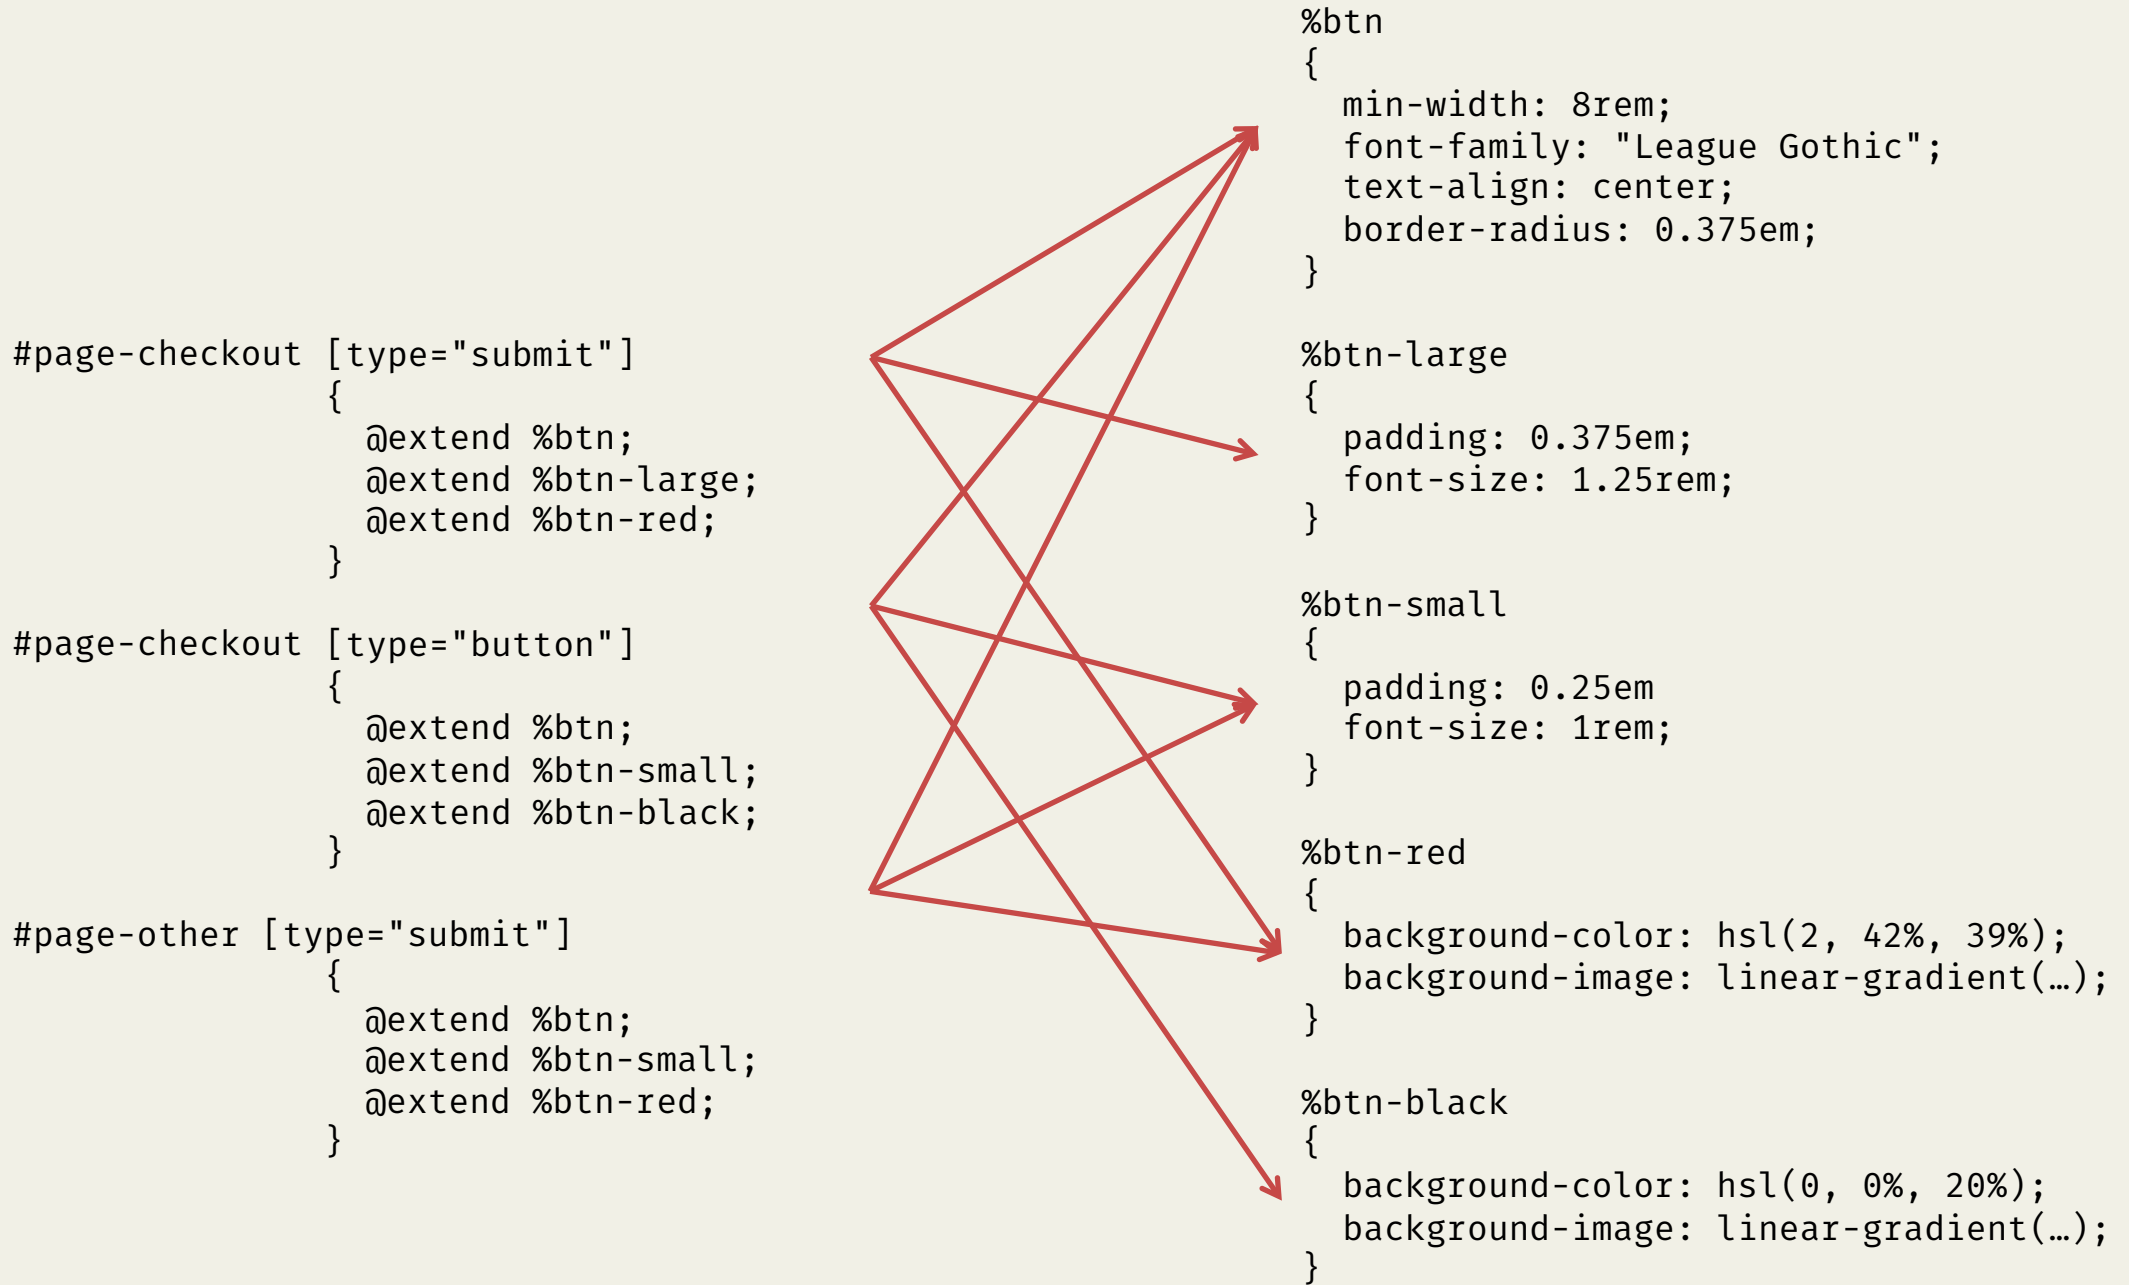 #page-checkout [type="submit"]
{
@extend %btn;
@extend %btn-large;
@extend %btn-red;
}
#page-checkout [type="button"]
{
@extend %btn;
@extend %btn-small;
@extend %btn-black;
}
#page-other [type="submit"]
{
@extend %btn;
@extend %btn-small;
@extend %btn-red;
}
%btn
{
min-width: 8rem;
font-family: "League Gothic";
text-align: center;
border-radius: 0.375em;
}
%btn-large
{
padding: 0.375em;
font-size: 1.25rem;
}
%btn-small
{
padding: 0.25em
font-size: 1rem;
}
%btn-red
{
background-color: hsl(2, 42%, 39%);
background-image: linear-gradient(…);
}
%btn-black
{
background-color: hsl(0, 0%, 20%);
background-image: linear-gradient(…);
}